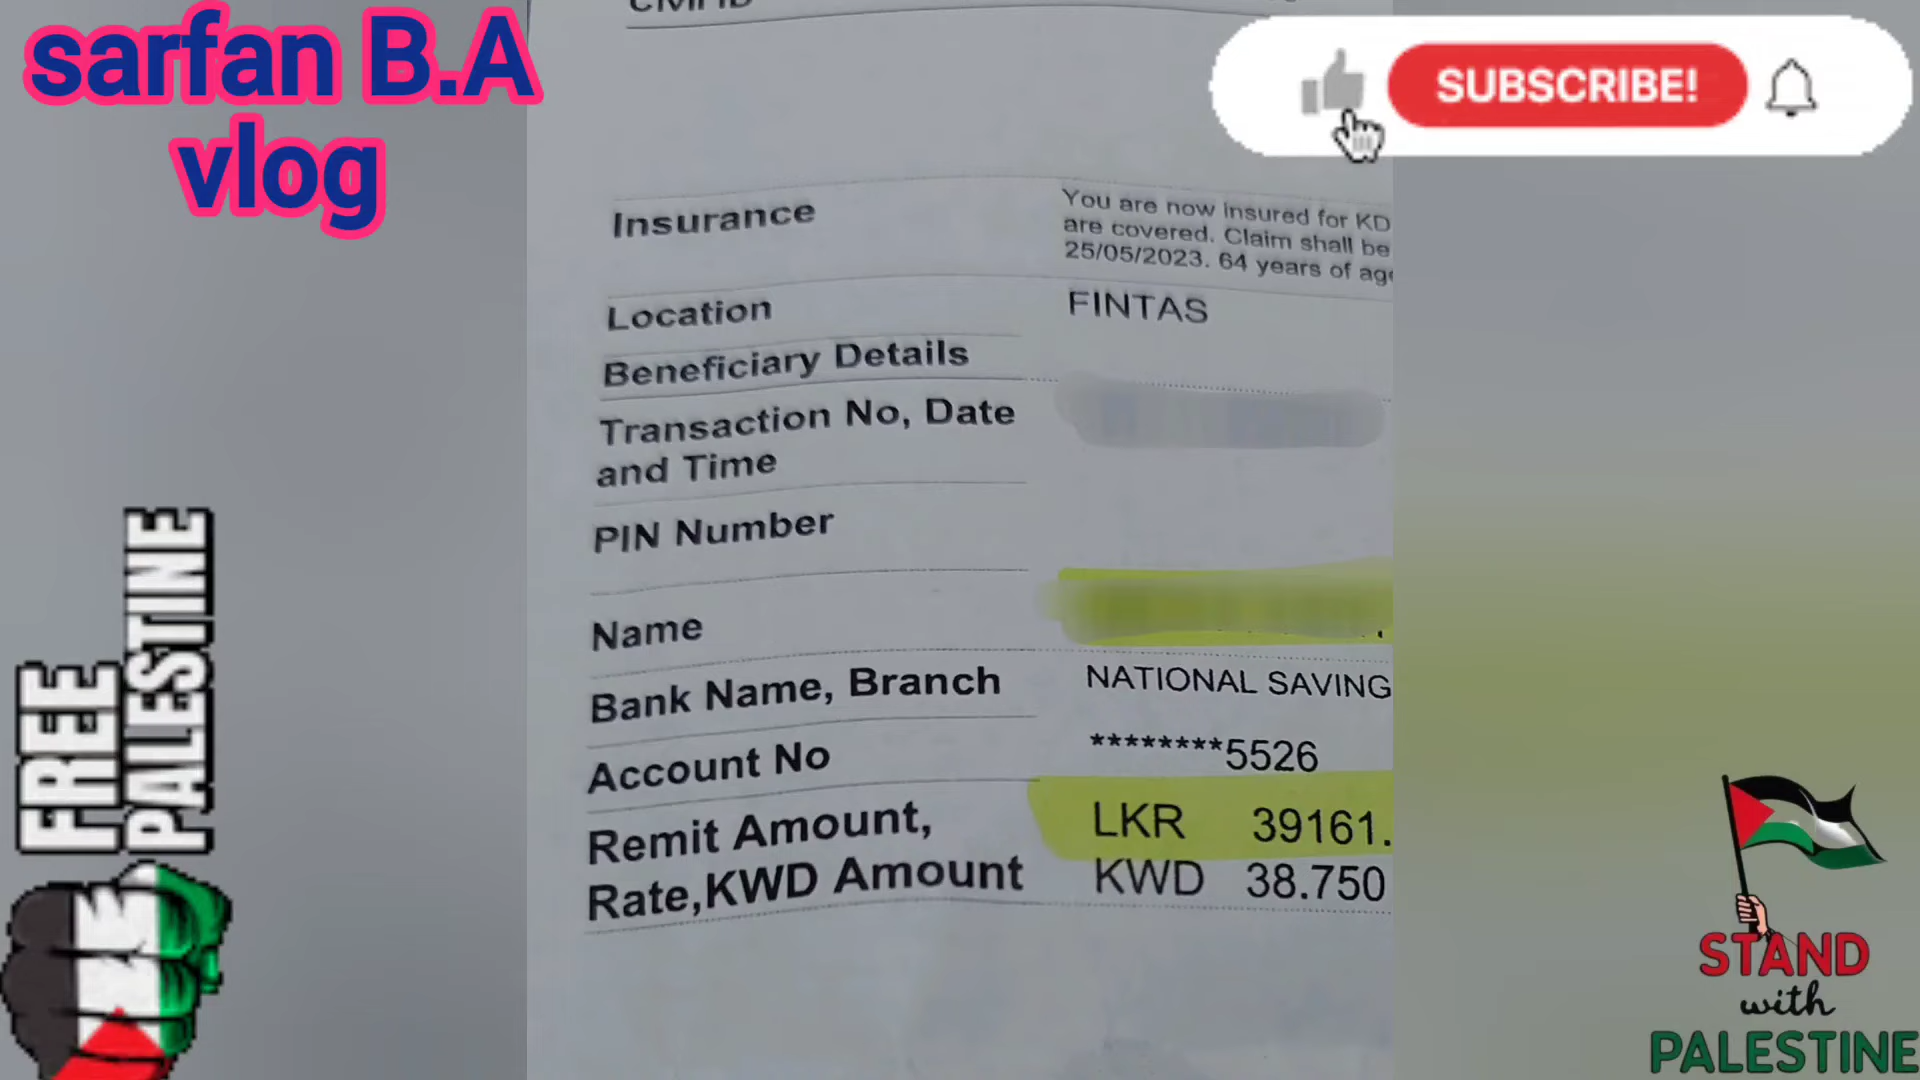 sarfan B.A
vlog
SUBSCRIBE!
Insurance
You are now insured for KD
are covered. Claim shall be
25/05/2023. 64 years of age
Location
FINTAS
Beneficiary Details
Transaction No, Date
and Time
PIN Number
Name
Bank Name, Branch
NATIONAL SAVING
Account No
********5526
Remit Amount,
LKR 39161.
Rate,KWD Amount
KWD 38.750
FREE
PALESTINE
STAND
with
PALESTINE